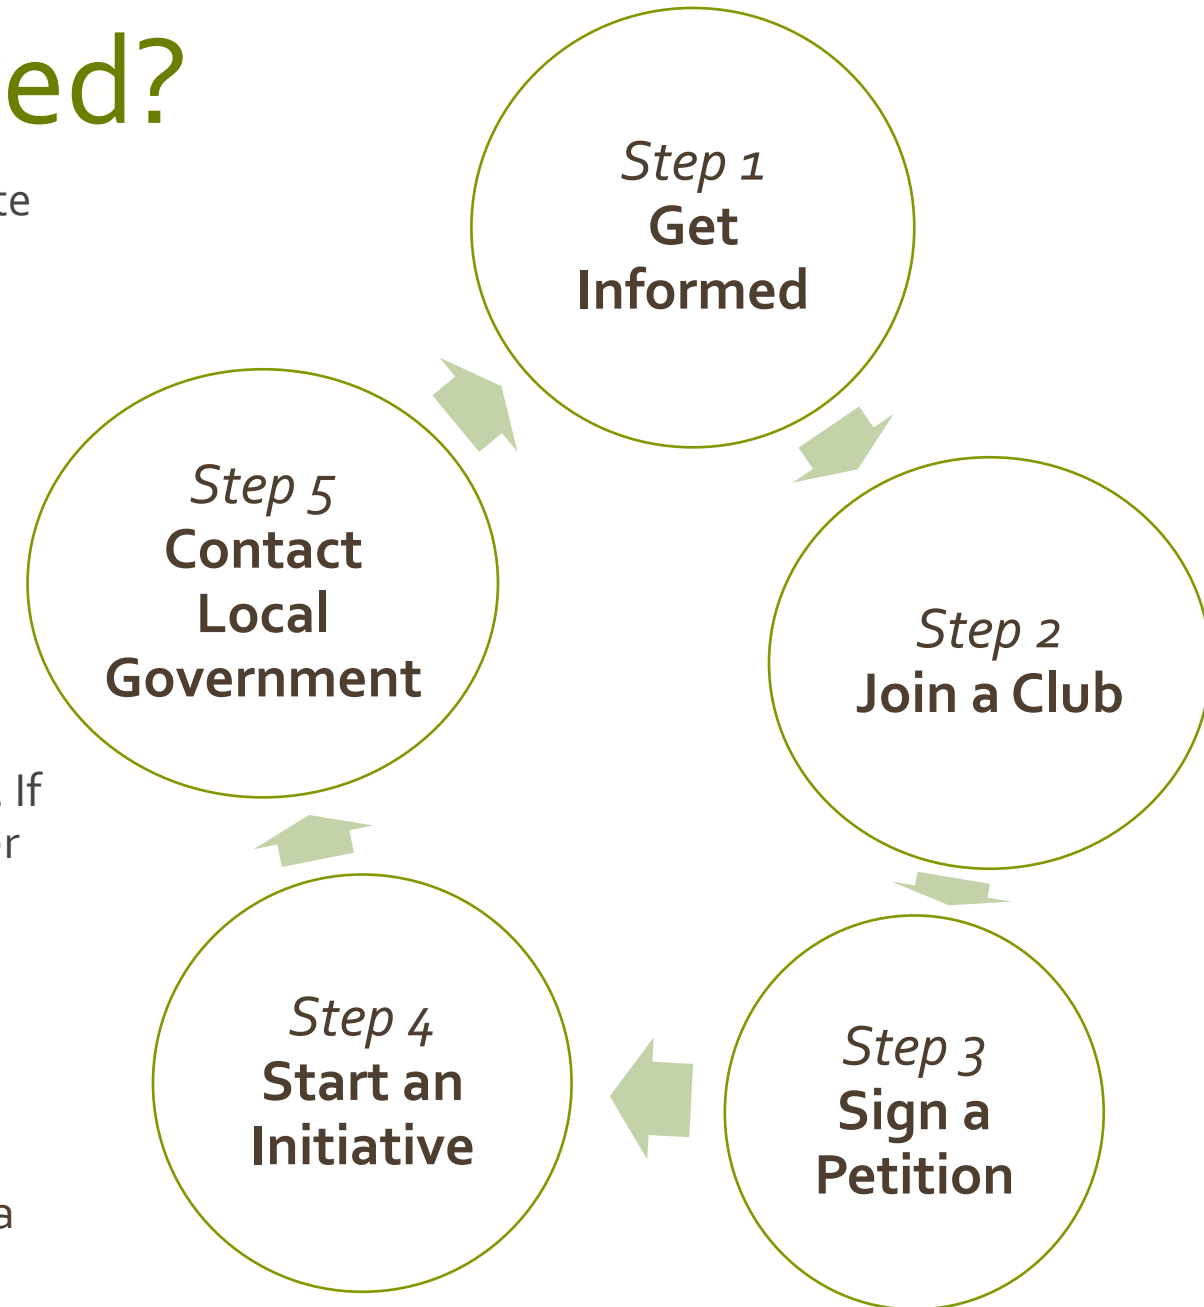 ed?
te
. If
er
a
Step 1
Get
Informed
Step 2
Join a Club
Step 3
Sign a
Petition
Step 4
Start an
Initiative
Step 5
Contact
Local
Government